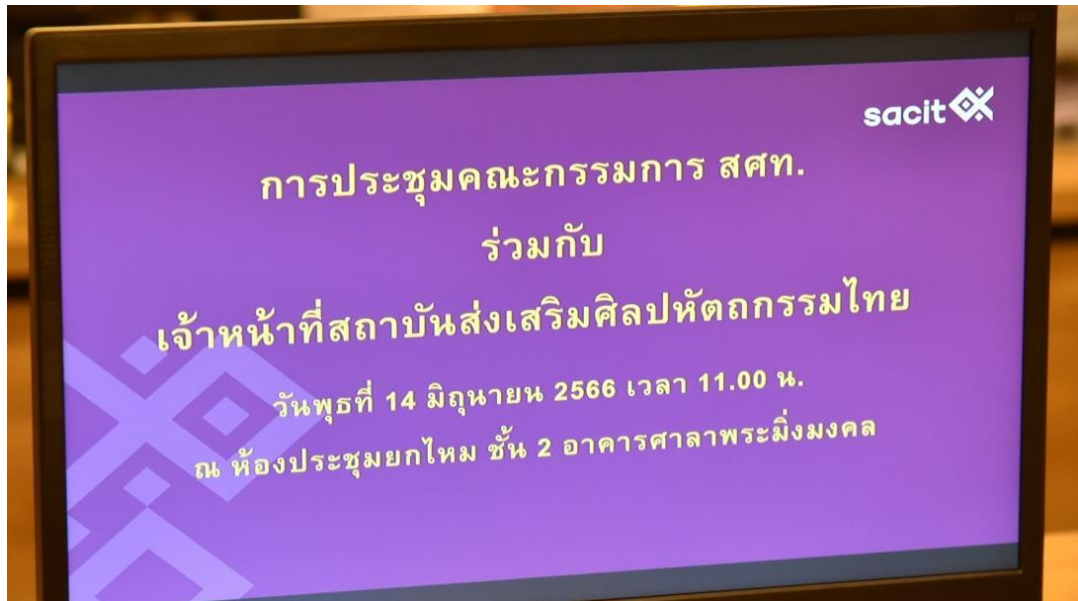 sacit
การประชุมคณะกรรมการ สศท.
ร่วมกับ
เจ้าหน้าที่สถาบันส่งเสริมศิลปหัตถกรรมไทย
วันพุธที่ 14 มิถุนายน 2566 เวลา 11.00 น.
ณ ห้องประชุมยกไหม ชั้น 2 อาคารศาลาพระมิ่งมงคล